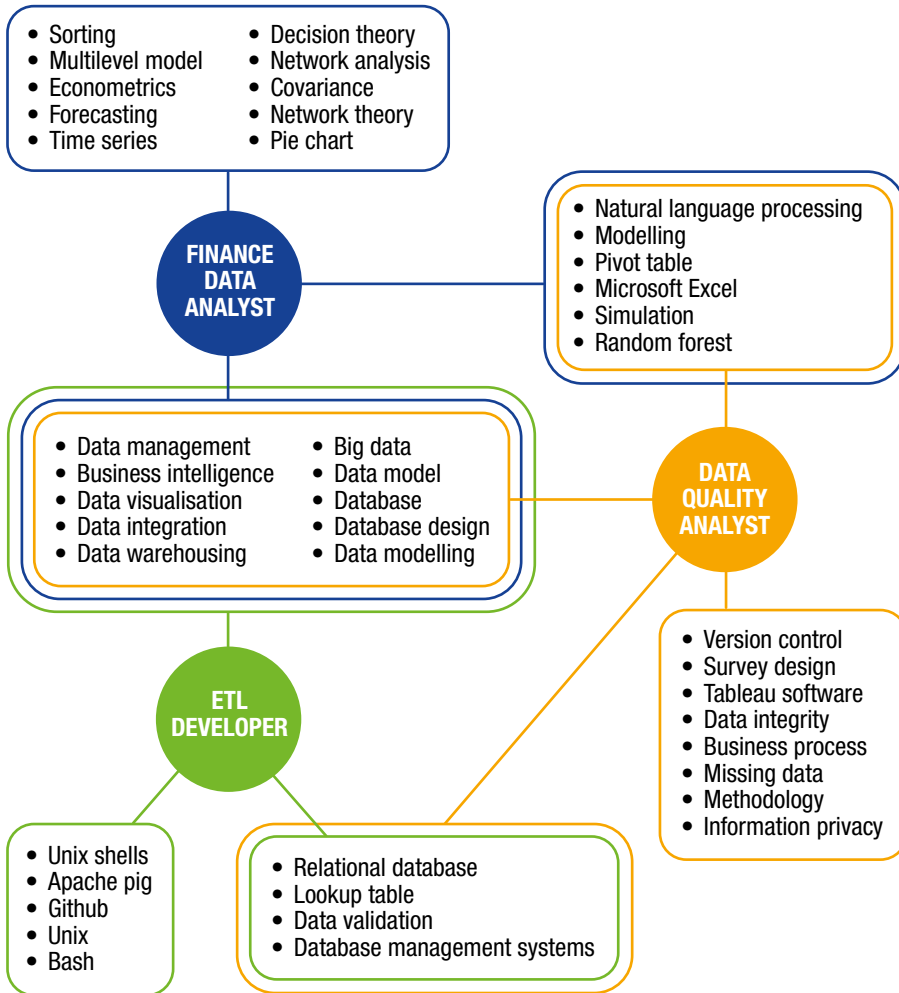 • Sorting
• Multilevel model
• Econometrics
• Forecasting
• Time series
• Decision theory
• Network analysis
• Covariance
• Network theory
• Pie chart
FINANCE
DATA
ANALYST
• Natural language processing
• Modelling
• Pivot table
• Microsoft Excel
• Simulation
• Random forest
• Data management
• Business intelligence
• Data visualisation
• Data integration
• Data warehousing
• Big data
• Data model
• Database
• Database design
• Data modelling
DATA
QUALITY
ANALYST
ETL
DEVELOPER
• Version control
• Survey design
• Tableau software
• Data integrity
• Business process
• Missing data
• Methodology
• Information privacy
• Unix shells
• Apache pig
• Github
• Unix
• Bash
• Relational database
• Lookup table
• Data validation
• Database management systems